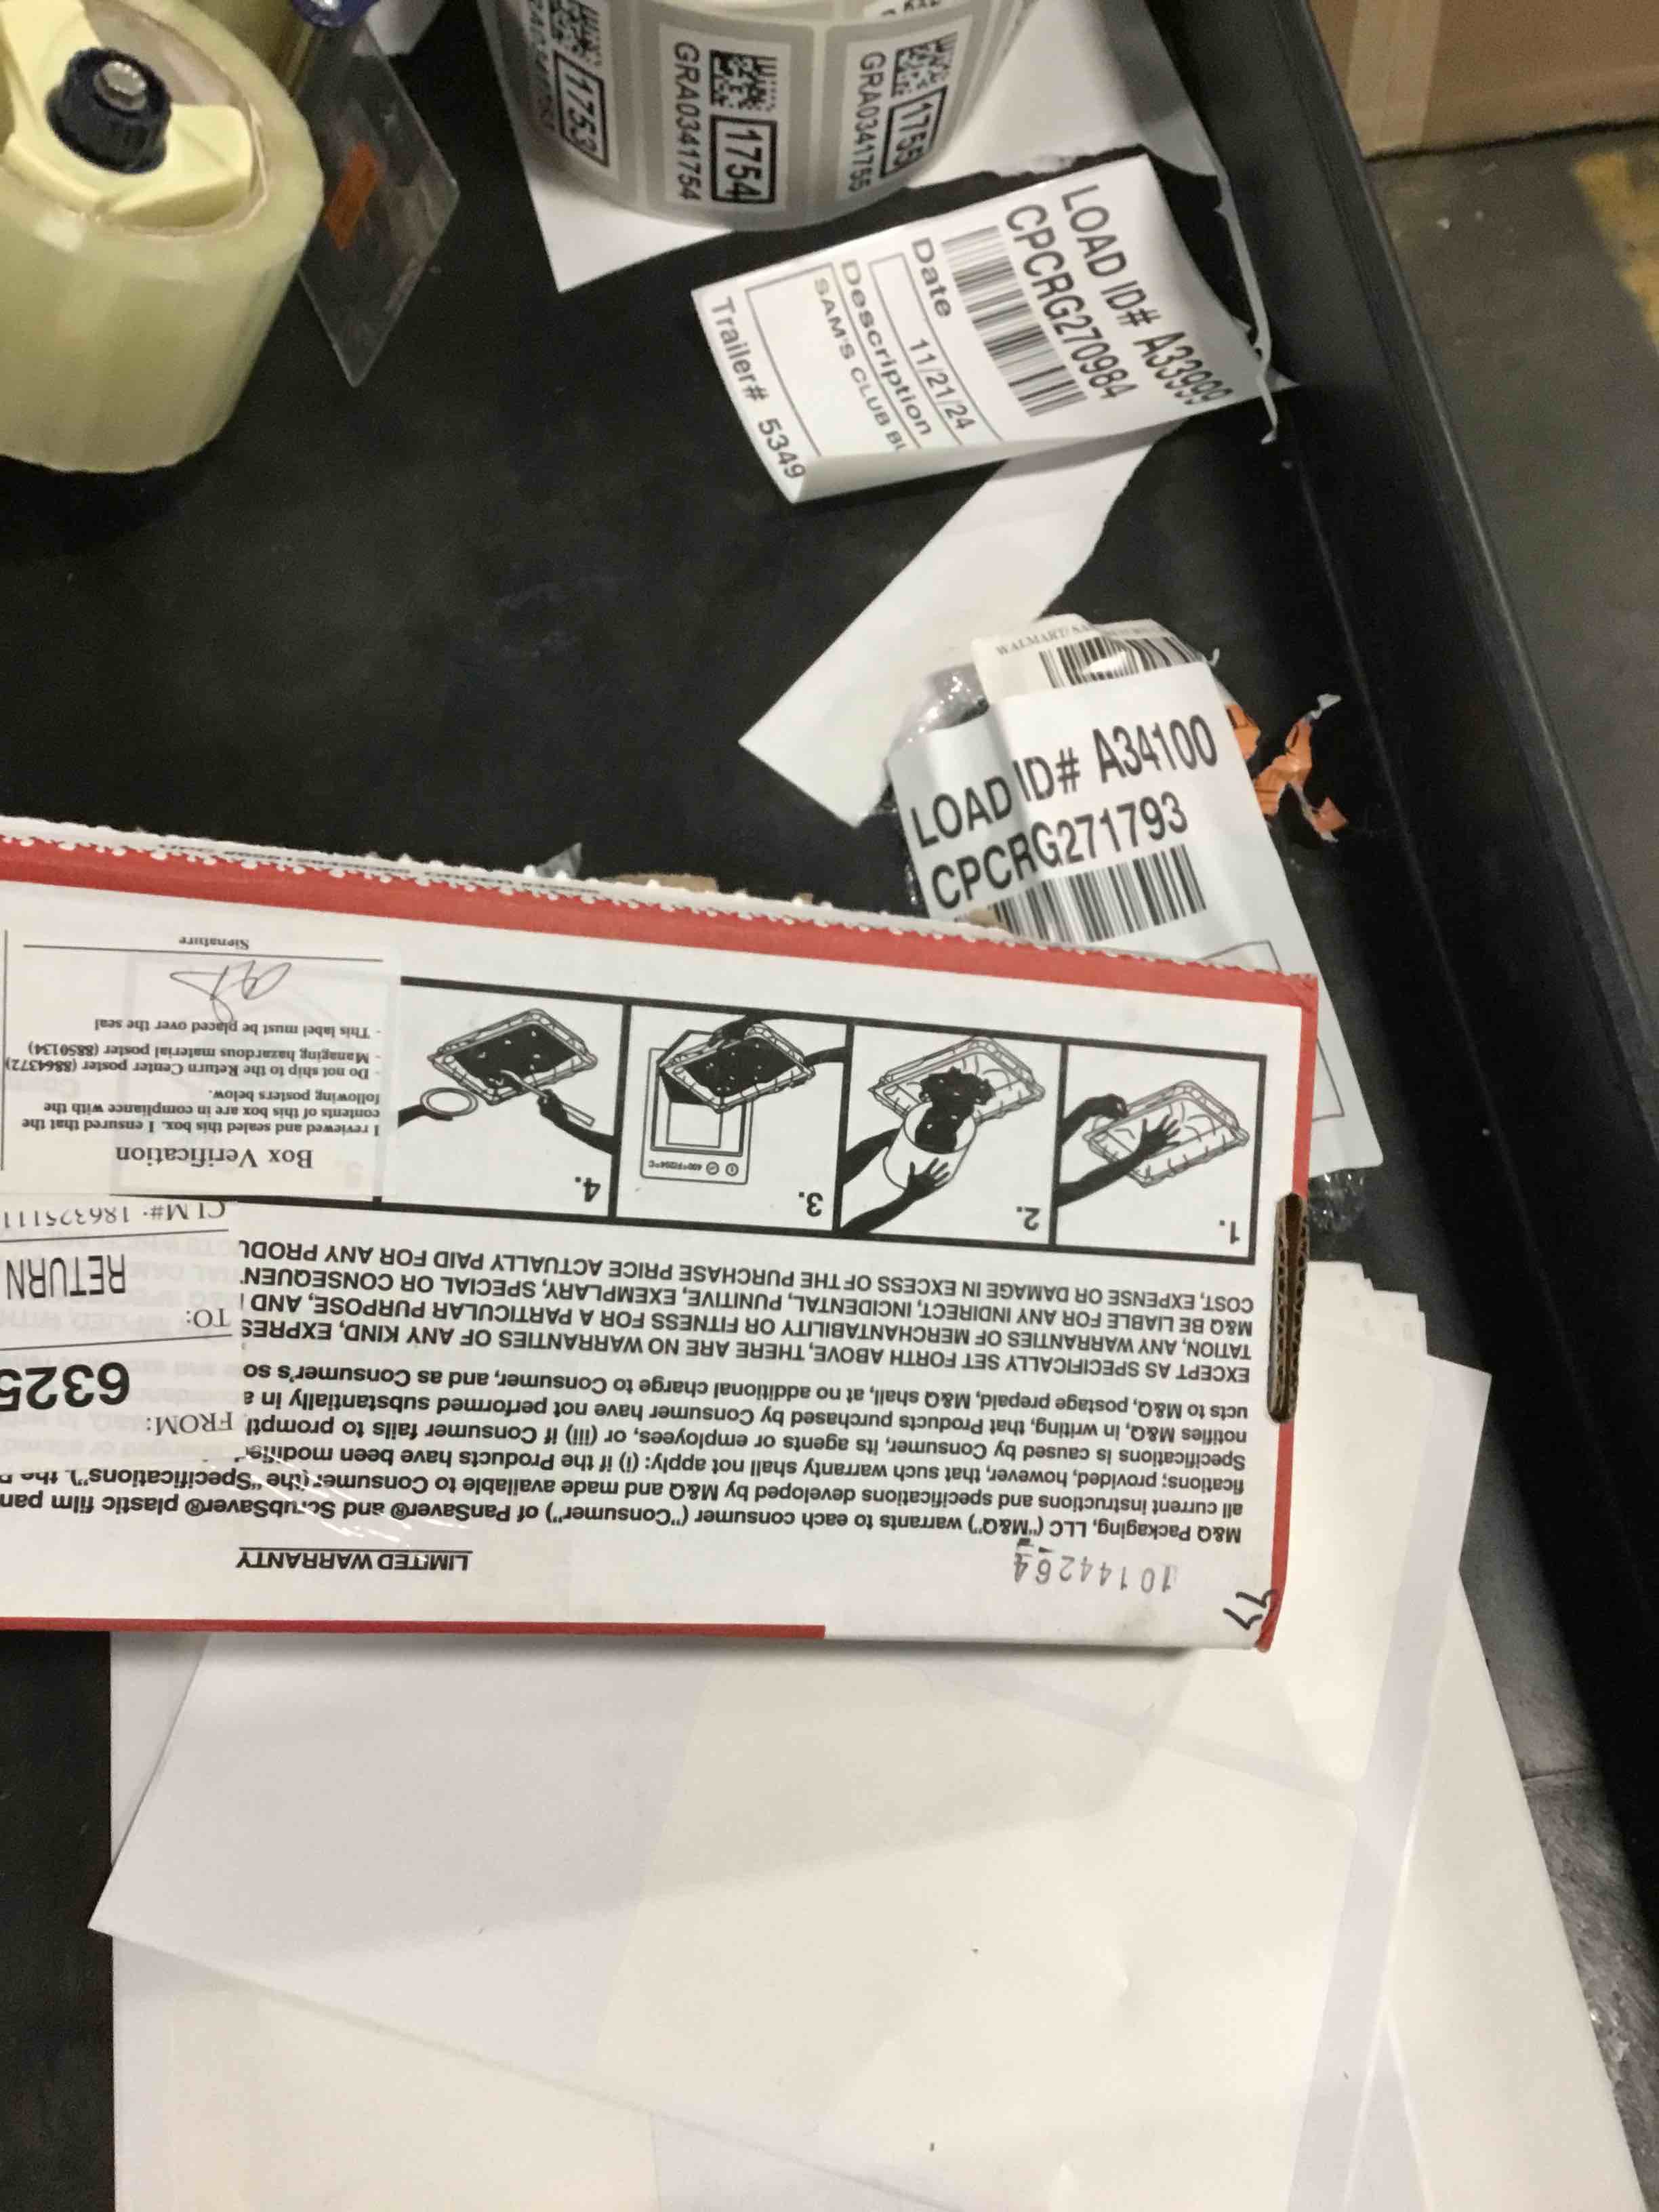 1753
GRA0341754
1754
GRA0341755
1755
LOAD ID# A33999
CPCRG270984
Date
11/21/24
Description
SAM'S CLUB
Trailer# 5349
WALMART/
LOAD ID# A34100
CPCRG271793
10144264
LIMITED WARRANTY
M&Q Packaging, LLC ("M&Q") warrants to each consumer ("Consumer") of PanSaver® and ScrubSaver® plastic film
all current instructions and specifications developed by M&Q and made available to Consumer (the "Specifications"), the
fications; provided, however, that such warranty shall not apply: (i) if the Products have been modified
Specifications is caused by Consumer, its agents or employees, or (iii) if Consumer fails to
notifies M&Q, in writing, that Products purchased by Consumer have not performed substantially in a
ucts to M&Q, postage prepaid, M&Q shall, at no additional charge to Consumer, and as Consumer's so
EXCEPT AS SPECIFICALLY SET FORTH ABOVE, THERE ARE NO WARRANTIES OF ANY KIND, EXPRES
TATION, ANY WARRANTIES OF MERCHANTABILITY OR FITNESS FOR A PARTICULAR PURPOSE, AND
M&Q BE LIABLE FOR ANY INDIRECT, INCIDENTAL, PUNITIVE, EXEMPLARY, SPECIAL OR CONSEQUEN
COST, EXPENSE OR DAMAGE IN EXCESS OF THE PURCHASE PRICE ACTUALLY PAID FOR ANY PRODU
FROM:
6325
TO:
RETURN
CLM#: 1863251111
1.
2.
3.
400°F/204°C
4.
Box Verification
I reviewed and sealed this box. I ensured that the
contents of this box are in compliance with the
following posters below.
- Do not ship to the Return Center poster (8864372)
- Managing hazardous material poster (8850134)
- This label must be placed over the seal
Signature